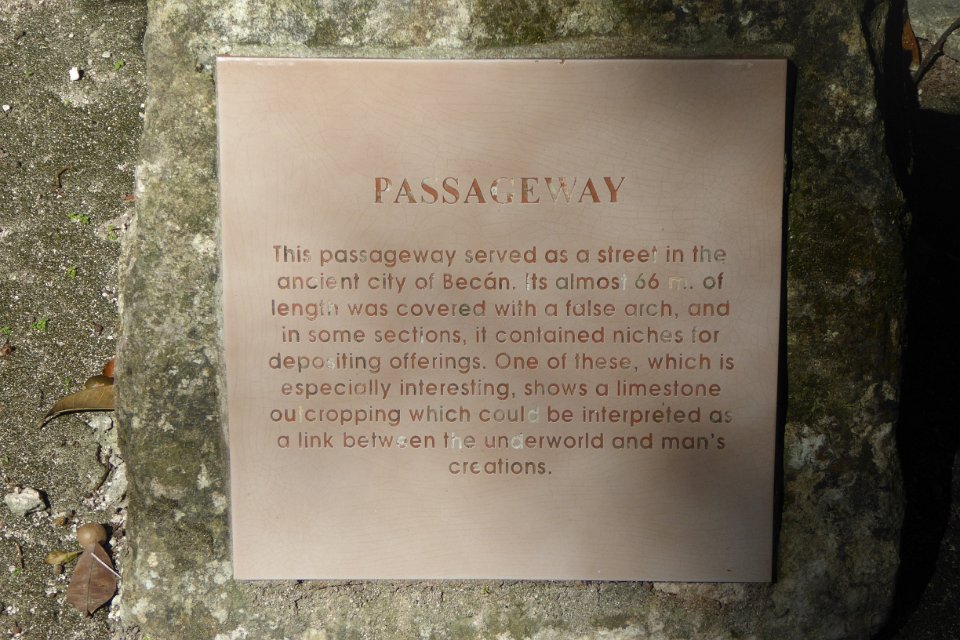 PASSAGEWAY
This passageway served as a street in the
ancient city of Becán. Its almost 66 m. of
length was covered with a false arch, and
in some sections, it contained niches for
depositing offerings. One of these, which is
especially interesting, shows a limestone
outcropping which could be interpreted as
a link between the underworld and man's
creations.